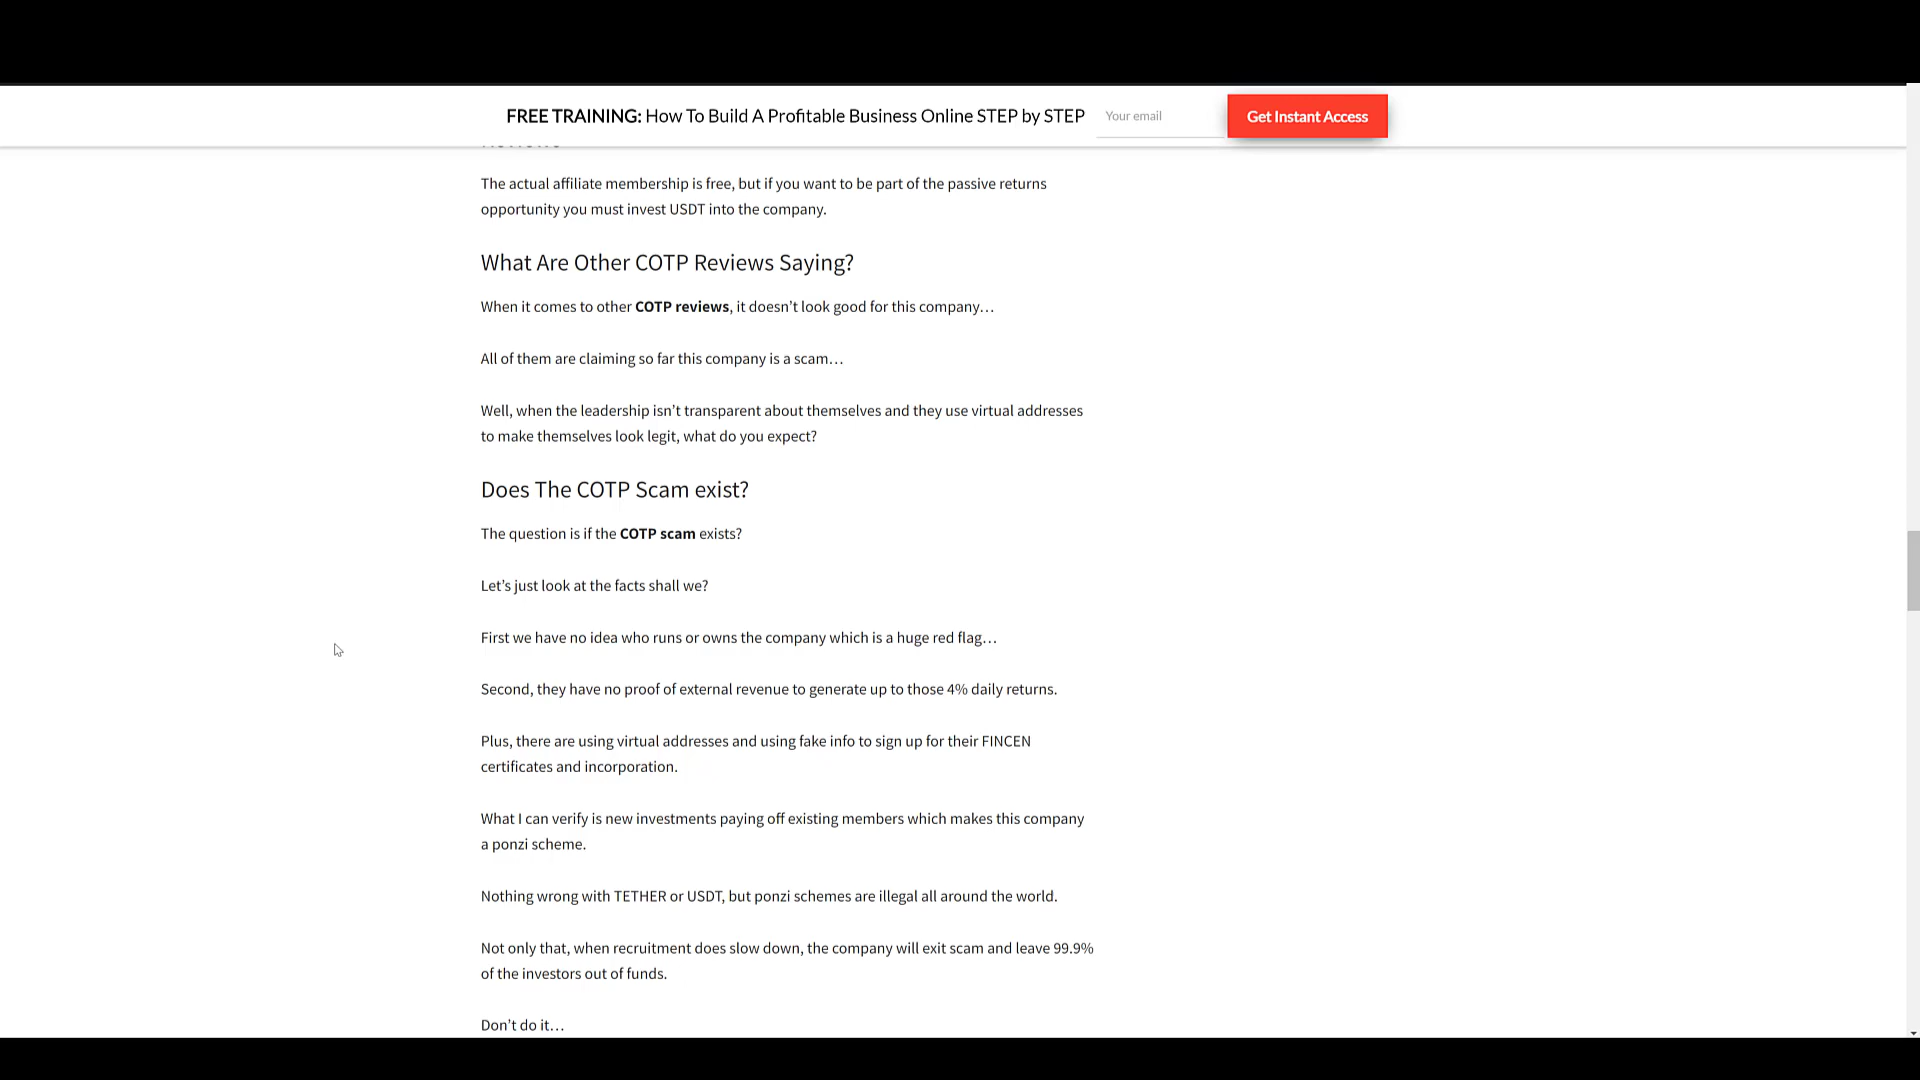 FREE TRAINING: How To Build A Profitable Business Online STEP by STEP
Your email
Get Instant Access
The actual affiliate membership is free, but if you want to be part of the passive returns
opportunity you must invest USDT into the company.
What Are Other COTP Reviews Saying?
When it comes to other COTP reviews, it doesn’t look good for this company…
All of them are claiming so far this company is a scam…
Well, when the leadership isn’t transparent about themselves and they use virtual addresses
to make themselves look legit, what do you expect?
Does The COTP Scam exist?
The question is if the COTP scam exists?
Let’s just look at the facts shall we?
First we have no idea who runs or owns the company which is a huge red flag…
Second, they have no proof of external revenue to generate up to those 4% daily returns.
Plus, there are using virtual addresses and using fake info to sign up for their FINCEN
certificates and incorporation.
What I can verify is new investments paying off existing members which makes this company
a ponzi scheme.
Nothing wrong with TETHER or USDT, but ponzi schemes are illegal all around the world.
Not only that, when recruitment does slow down, the company will exit scam and leave 99.9%
of the investors out of funds.
Don’t do it…